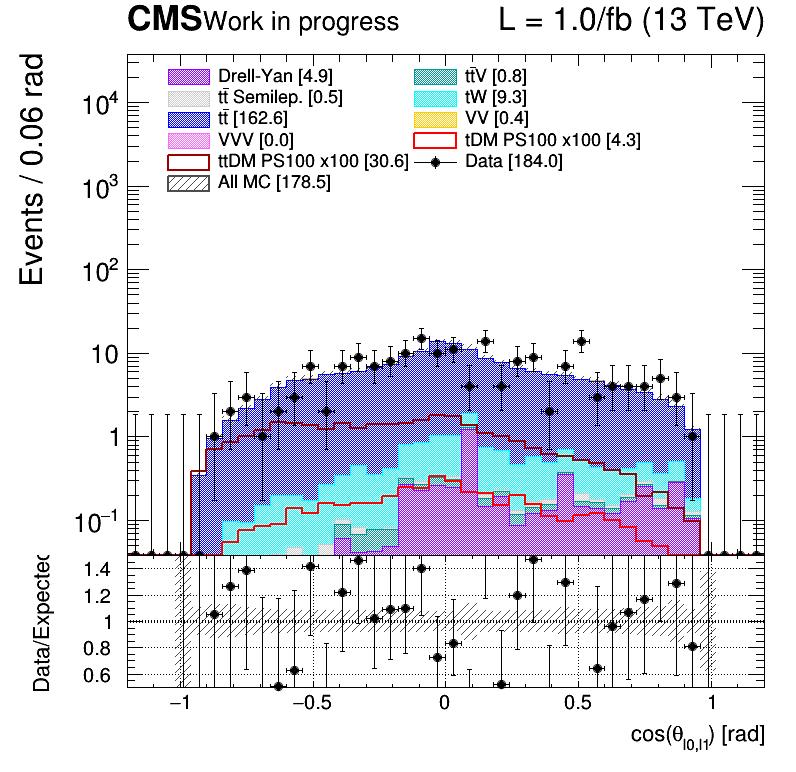 CMS Work in progress L = 1.0/fb (13 TeV)
Events / 0.06 rad
Drell-Yan [4.9] tt̄V [0.8]
tt̄ Semilep. [0.5] tW [9.3]
tt̄ [162.6] VV [0.4]
VVV [0.0] tDM PS100 x100 [4.3]
ttDM PS100 x100 [30.6] Data [184.0]
All MC [178.5]
10⁴
10³
10²
10
1
10⁻¹
Data/Expected
1.4
1.2
1
0.8
0.6
−1 −0.5 0 0.5 1
cos(θ_l0,l1) [rad]